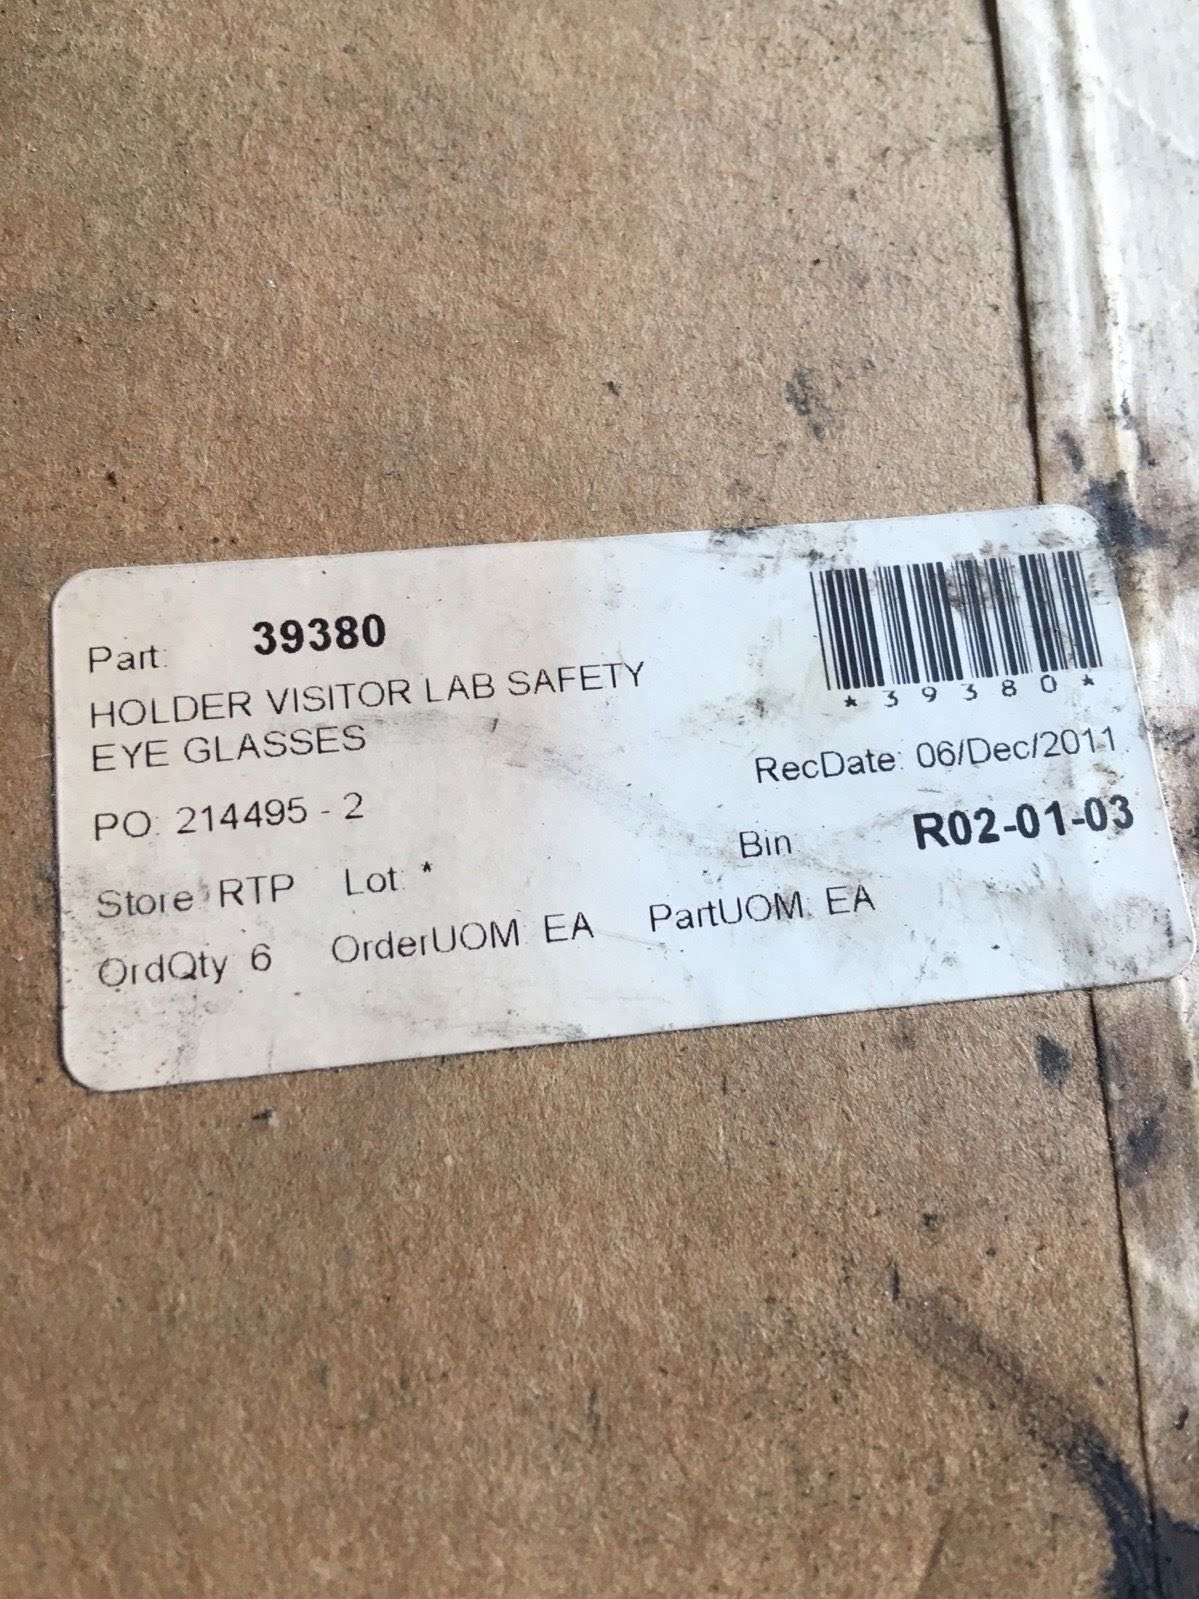 Part: 39380
HOLDER VISITOR LAB SAFETY
EYE GLASSES
*39380*
RecDate: 06/Dec/2011
PO: 214495 - 2
Bin R02-01-03
Store: RTP Lot: *
OrdQty 6 OrderUOM EA PartUOM: EA